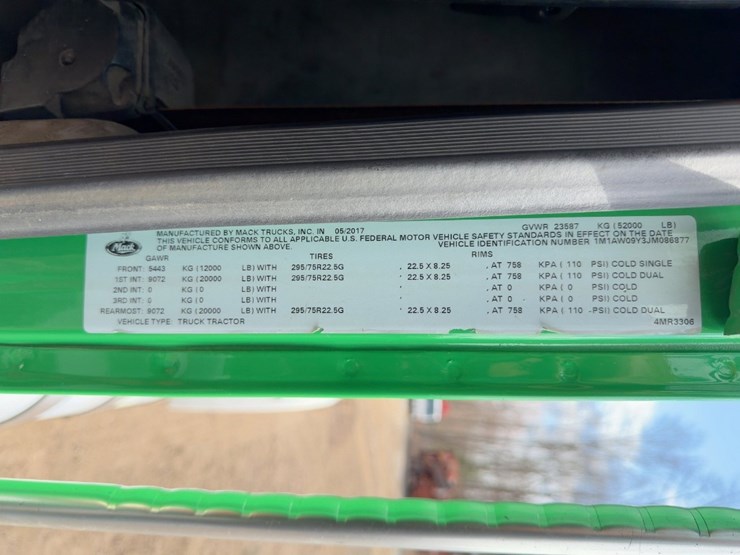 Mack
MANUFACTURED BY MACK TRUCKS, INC. IN 05/2017 GVWR 23587 KG (52000 LB)
THIS VEHICLE CONFORMS TO ALL APPLICABLE U.S. FEDERAL MOTOR VEHICLE SAFETY STANDARDS IN EFFECT ON THE DATE
OF MANUFACTURE SHOWN ABOVE. VEHICLE IDENTIFICATION NUMBER 1M1AW09Y3JM086877
GAWR TIRES RIMS
FRONT: 5443 KG (12000 LB) WITH 295/75R22.5G , 22.5 X 8.25 , AT 758 KPA ( 110 PSI) COLD SINGLE
1ST INT: 9072 KG (20000 LB) WITH 295/75R22.5G , 22.5 X 8.25 , AT 758 KPA ( 110 PSI) COLD DUAL
2ND INT: 0 KG (0 LB) WITH , , AT 0 KPA ( 0 PSI) COLD
3RD INT: 0 KG (0 LB) WITH , , AT 0 KPA ( 0 PSI) COLD
REARMOST: 9072 KG (20000 LB) WITH 295/75R22.5G , 22.5 X 8.25 , AT 758 KPA ( 110 PSI) COLD DUAL
VEHICLE TYPE: TRUCK TRACTOR 4MR3306